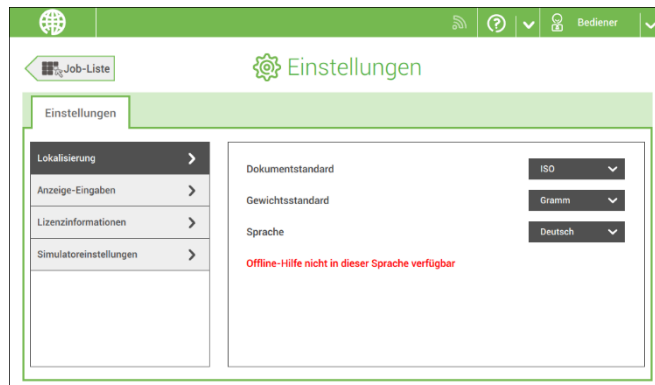 Bediener
Job-Liste
Einstellungen
Einstellungen
Lokalisierung
Anzeige-Eingaben
Lizenzinformationen
Simulatoreinstellungen
Dokumentstandard ISO
Gewichtsstandard Gramm
Sprache Deutsch
Offline-Hilfe nicht in dieser Sprache verfügbar